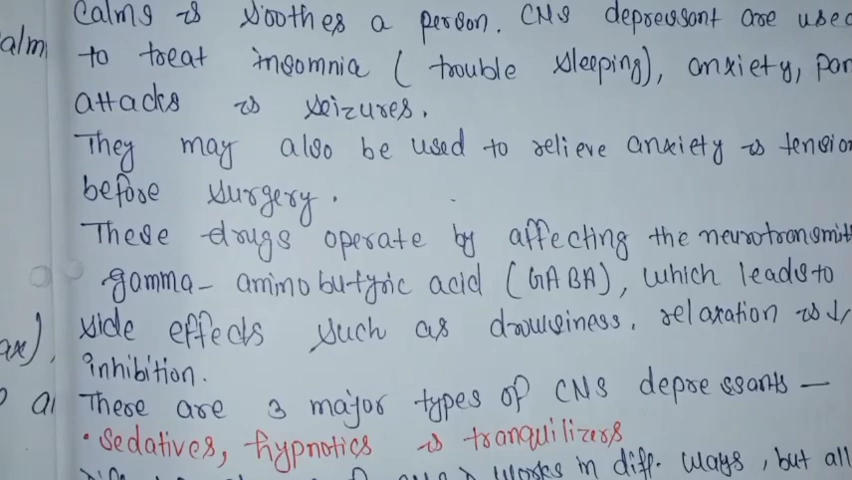 Calms & soothes a person. CNS depressant are used
alm
to treat insomnia ( trouble sleeping), anxiety, pan
attacks & seizures.
They may also be used to relieve anxiety & tension
before surgery.
These drugs operate by affecting the neurotransmitt
gamma- aminobutyric acid (GABA), which leads to
side effects such as drowsiness, relaxation & ↓
ax)
inhibition.
There are 3 major types of CNS depressants —
• sedatives, hypnotics & tranquilizers
works in diff. ways, but all